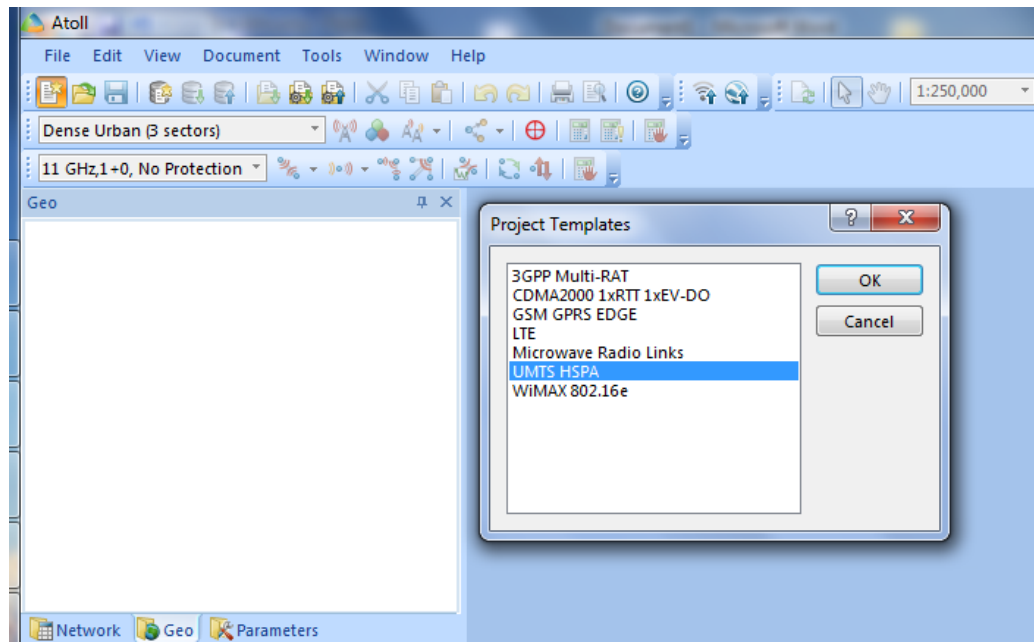 Atoll
File Edit View Document Tools Window Help
1:250,000
Dense Urban (3 sectors)
11 GHz,1+0, No Protection
Geo
Project Templates
3GPP Multi-RAT
CDMA2000 1xRTT 1xEV-DO
GSM GPRS EDGE
LTE
Microwave Radio Links
UMTS HSPA
WiMAX 802.16e
OK
Cancel
Network Geo Parameters